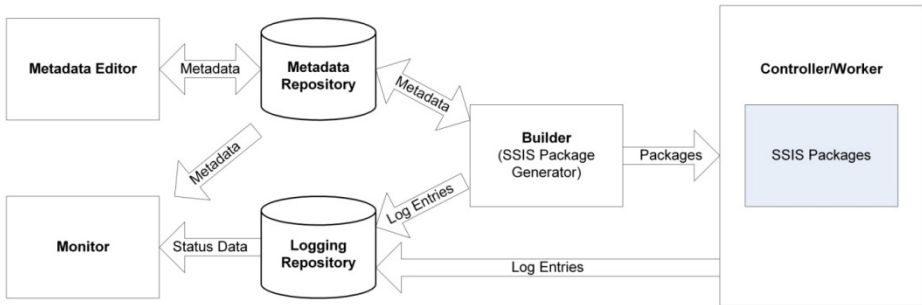 Metadata Editor
Metadata
Metadata
Repository
Metadata
Controller/Worker
Builder
(SSIS Package
Generator)
Packages
SSIS Packages
Metadata
Log Entries
Monitor
Status Data
Logging
Repository
Log Entries